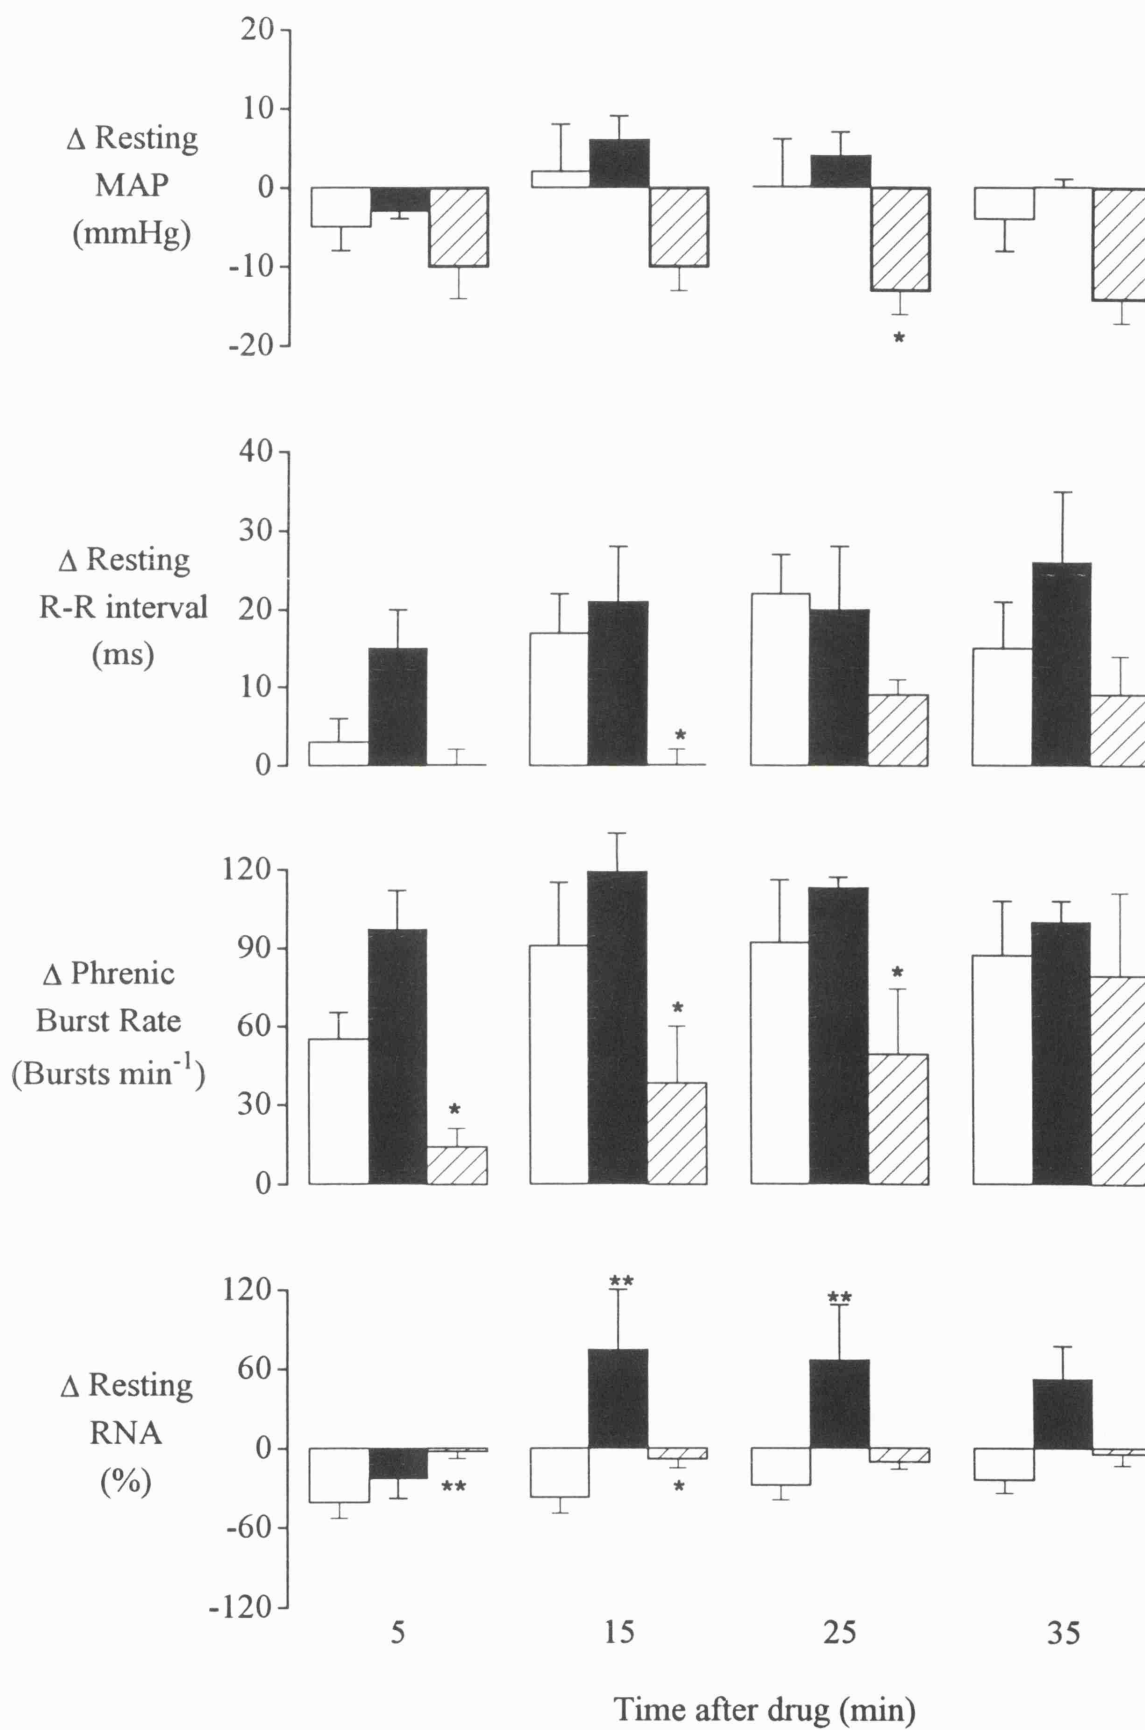 20
10
0
-10
-20
Δ Resting
MAP
(mmHg)
*
40
30
20
10
0
Δ Resting
R-R interval
(ms)
*
120
90
60
30
0
Δ Phrenic
Burst Rate
(Bursts min⁻¹)
*
*
*
120
60
0
-60
-120
Δ Resting
RNA
(%)
**
**
**
*
5 15 25 35
Time after drug (min)